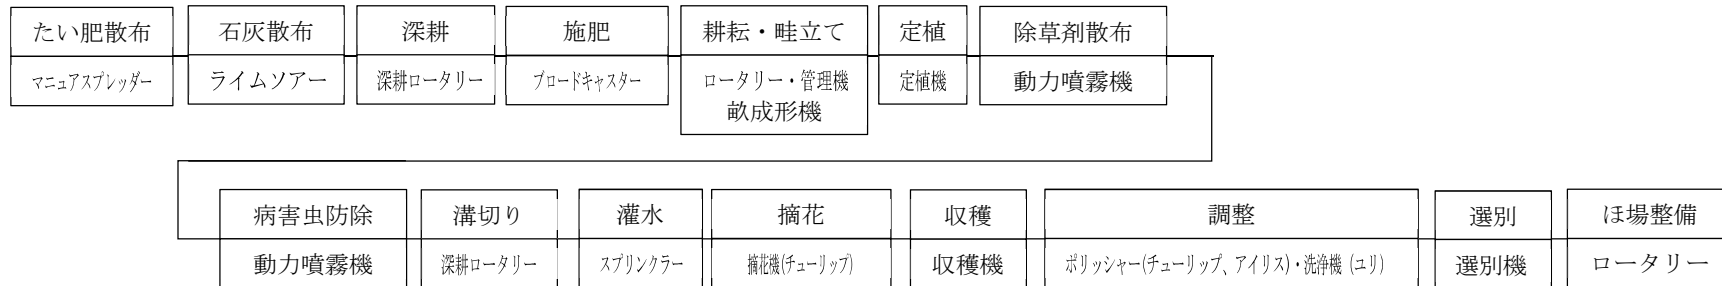 たい肥散布 石灰散布 深耕 施肥 耕耘・畦立て 定植 除草剤散布
マニュアスプレッダー ライムソアー 深耕ロータリー ブロードキャスター ロータリー・管理機 定植機 動力噴霧機
畝成形機
病害虫防除 溝切り 灌水 摘花 収穫 調整 選別 ほ場整備
動力噴霧機 深耕ロータリー スプリンクラー 摘花機(チューリップ) 収穫機 ポリッシャー(チューリップ、アイリス)・洗浄機 (ユリ) 選別機 ロータリー